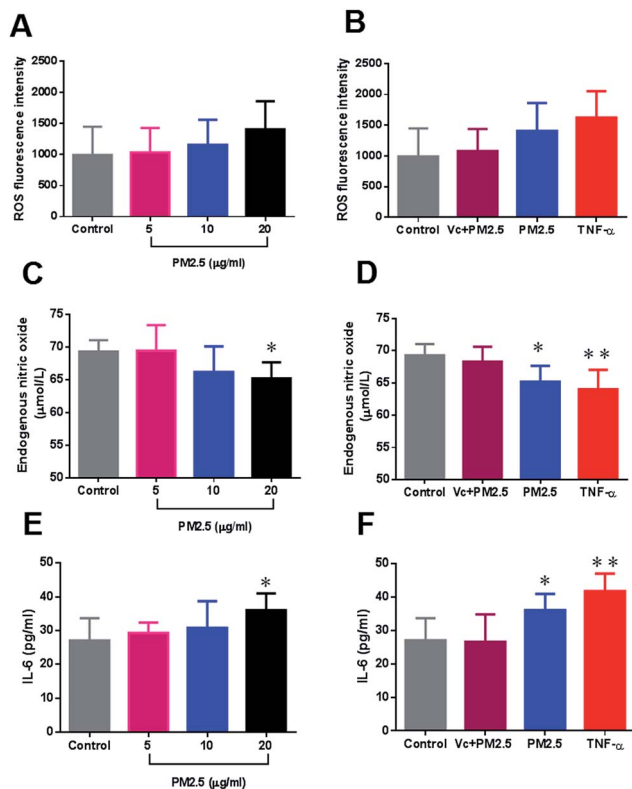 A
ROS fluorescence intensity
2500
2000
1500
1000
500
0
Control
5
10
20
PM2.5 (μg/ml)
B
ROS fluorescence intensity
2500
2000
1500
1000
500
0
Control
Vc+PM2.5
PM2.5
TNF-α
C
Endogenous nitric oxide
(μmol/L)
75
70
65
60
55
50
*
Control
5
10
20
PM2.5 (μg/ml)
D
Endogenous nitric oxide
(μmol/L)
75
70
65
60
55
50
*
* *
Control
Vc+PM2.5
PM2.5
TNF-α
E
IL-6 (pg/ml)
50
40
30
20
10
0
*
Control
5
10
20
PM2.5 (μg/ml)
F
IL-6 (pg/ml)
50
40
30
20
10
0
*
* *
Control
Vc+PM2.5
PM2.5
TNF-α